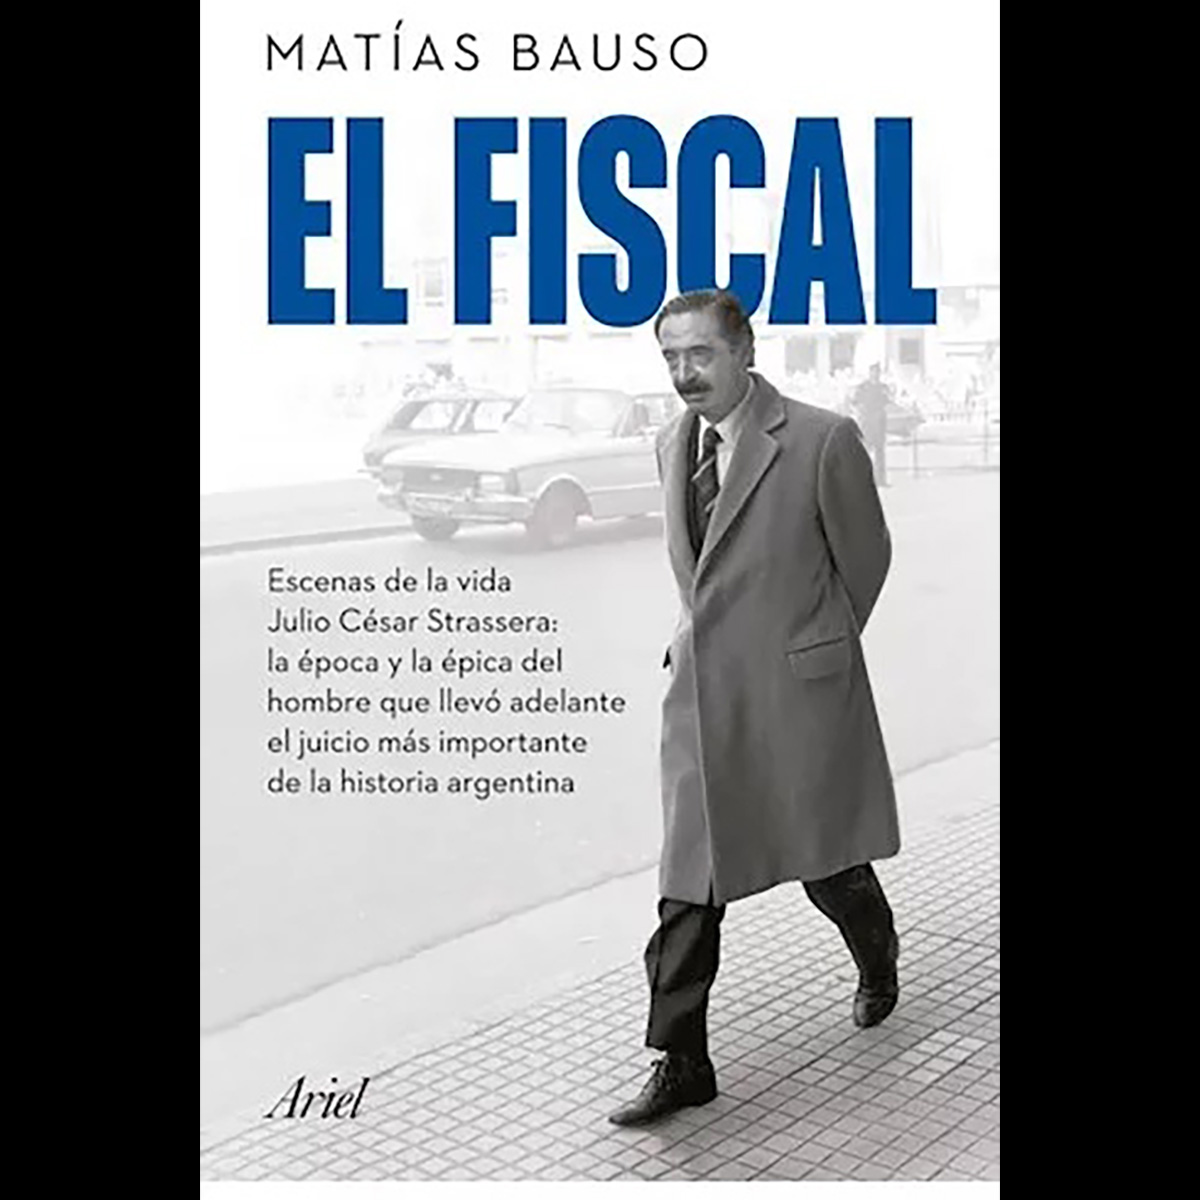 MATÍAS BAUSO
EL FISCAL
Escenas de la vida
Julio César Strassera:
la época y la épica del
hombre que llevó adelante
el juicio más importante
de la historia argentina
Ariel